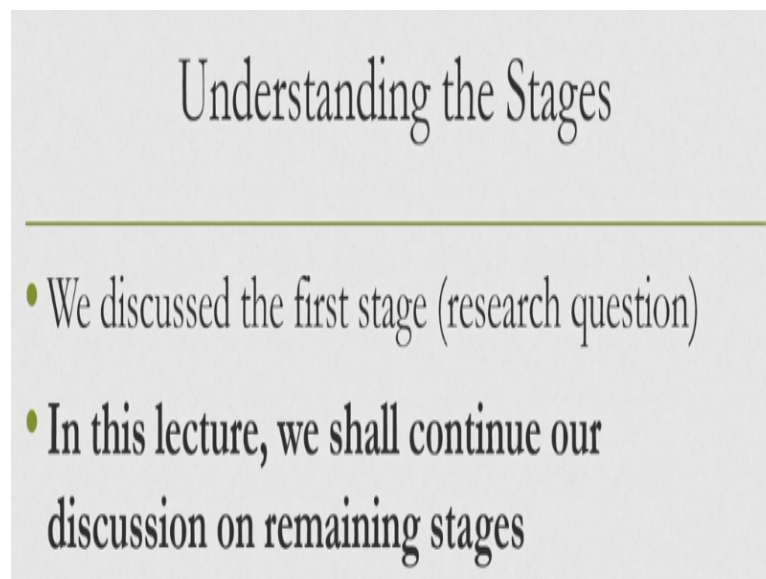 Understanding the Stages
• We discussed the first stage (research question)
• In this lecture, we shall continue our
discussion on remaining stages